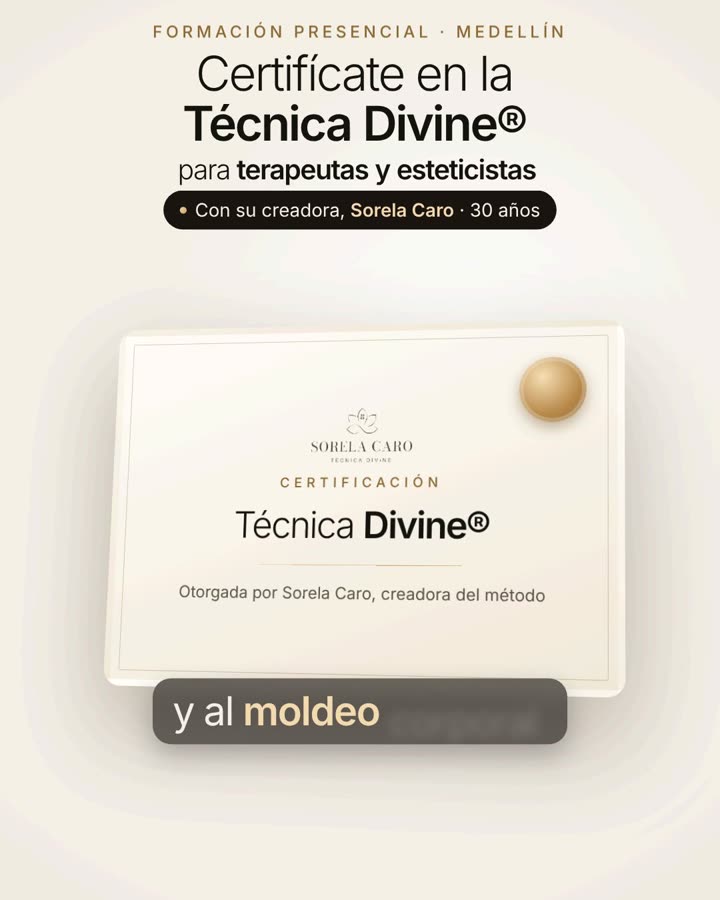 FORMACIÓN PRESENCIAL · MEDELLÍN
Certifícate en la
Técnica Divine®
para terapeutas y esteticistas
• Con su creadora, Sorela Caro · 30 años
SORELA CARO
TÉCNICA DIVINE
CERTIFICACIÓN
Técnica Divine®
Otorgada por Sorela Caro, creadora del método
y al moldeo